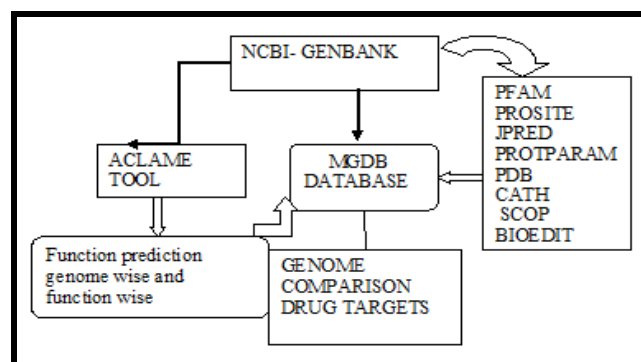 NCBI- GENBANK
PFAM
PROSITE
JPRED
PROTPARAM
PDB
CATH
SCOP
BIOEDIT
ACLAME
TOOL
MGDB
DATABASE
Function prediction
genome wise and
function wise
GENOME
COMPARISON
DRUG TARGETS